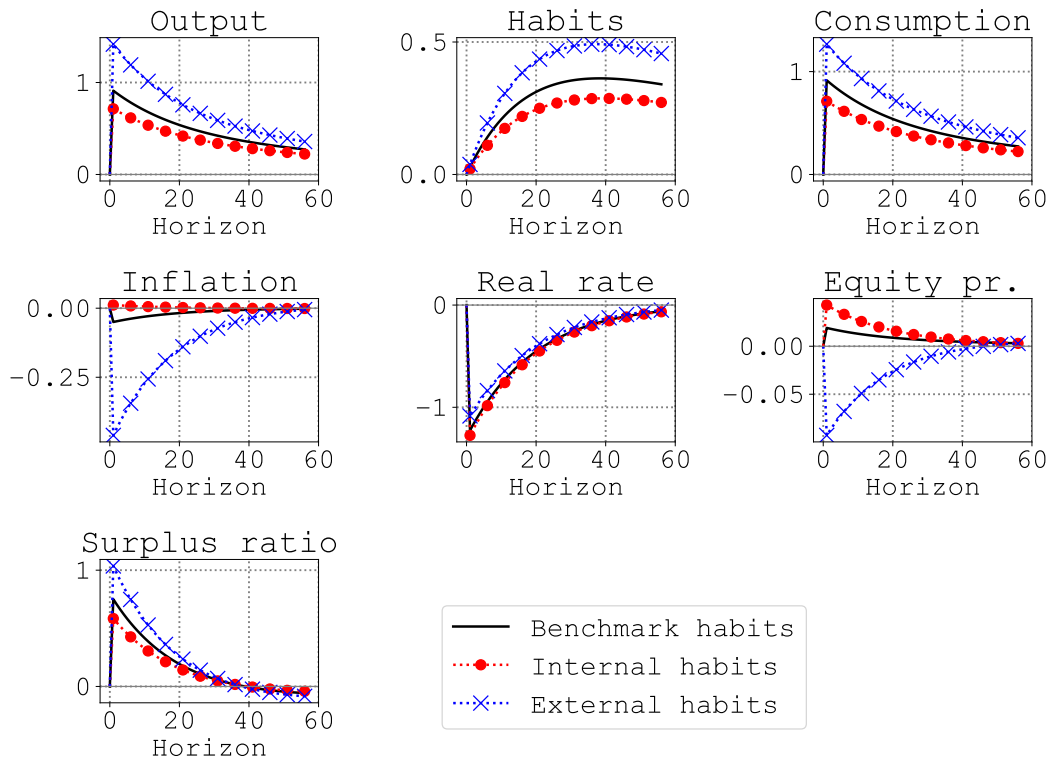 Output Habits Consumption
1 0.5 1
0 0.0 0
0 20 40 60 0 20 40 60 0 20 40 60
Horizon Horizon Horizon
Inflation Real rate Equity pr.
0.00 0 0.00
−0.25 −1 −0.05
0 20 40 60 0 20 40 60 0 20 40 60
Horizon Horizon Horizon
Surplus ratio
1
0
0 20 40 60
Horizon
Benchmark habits
Internal habits
External habits